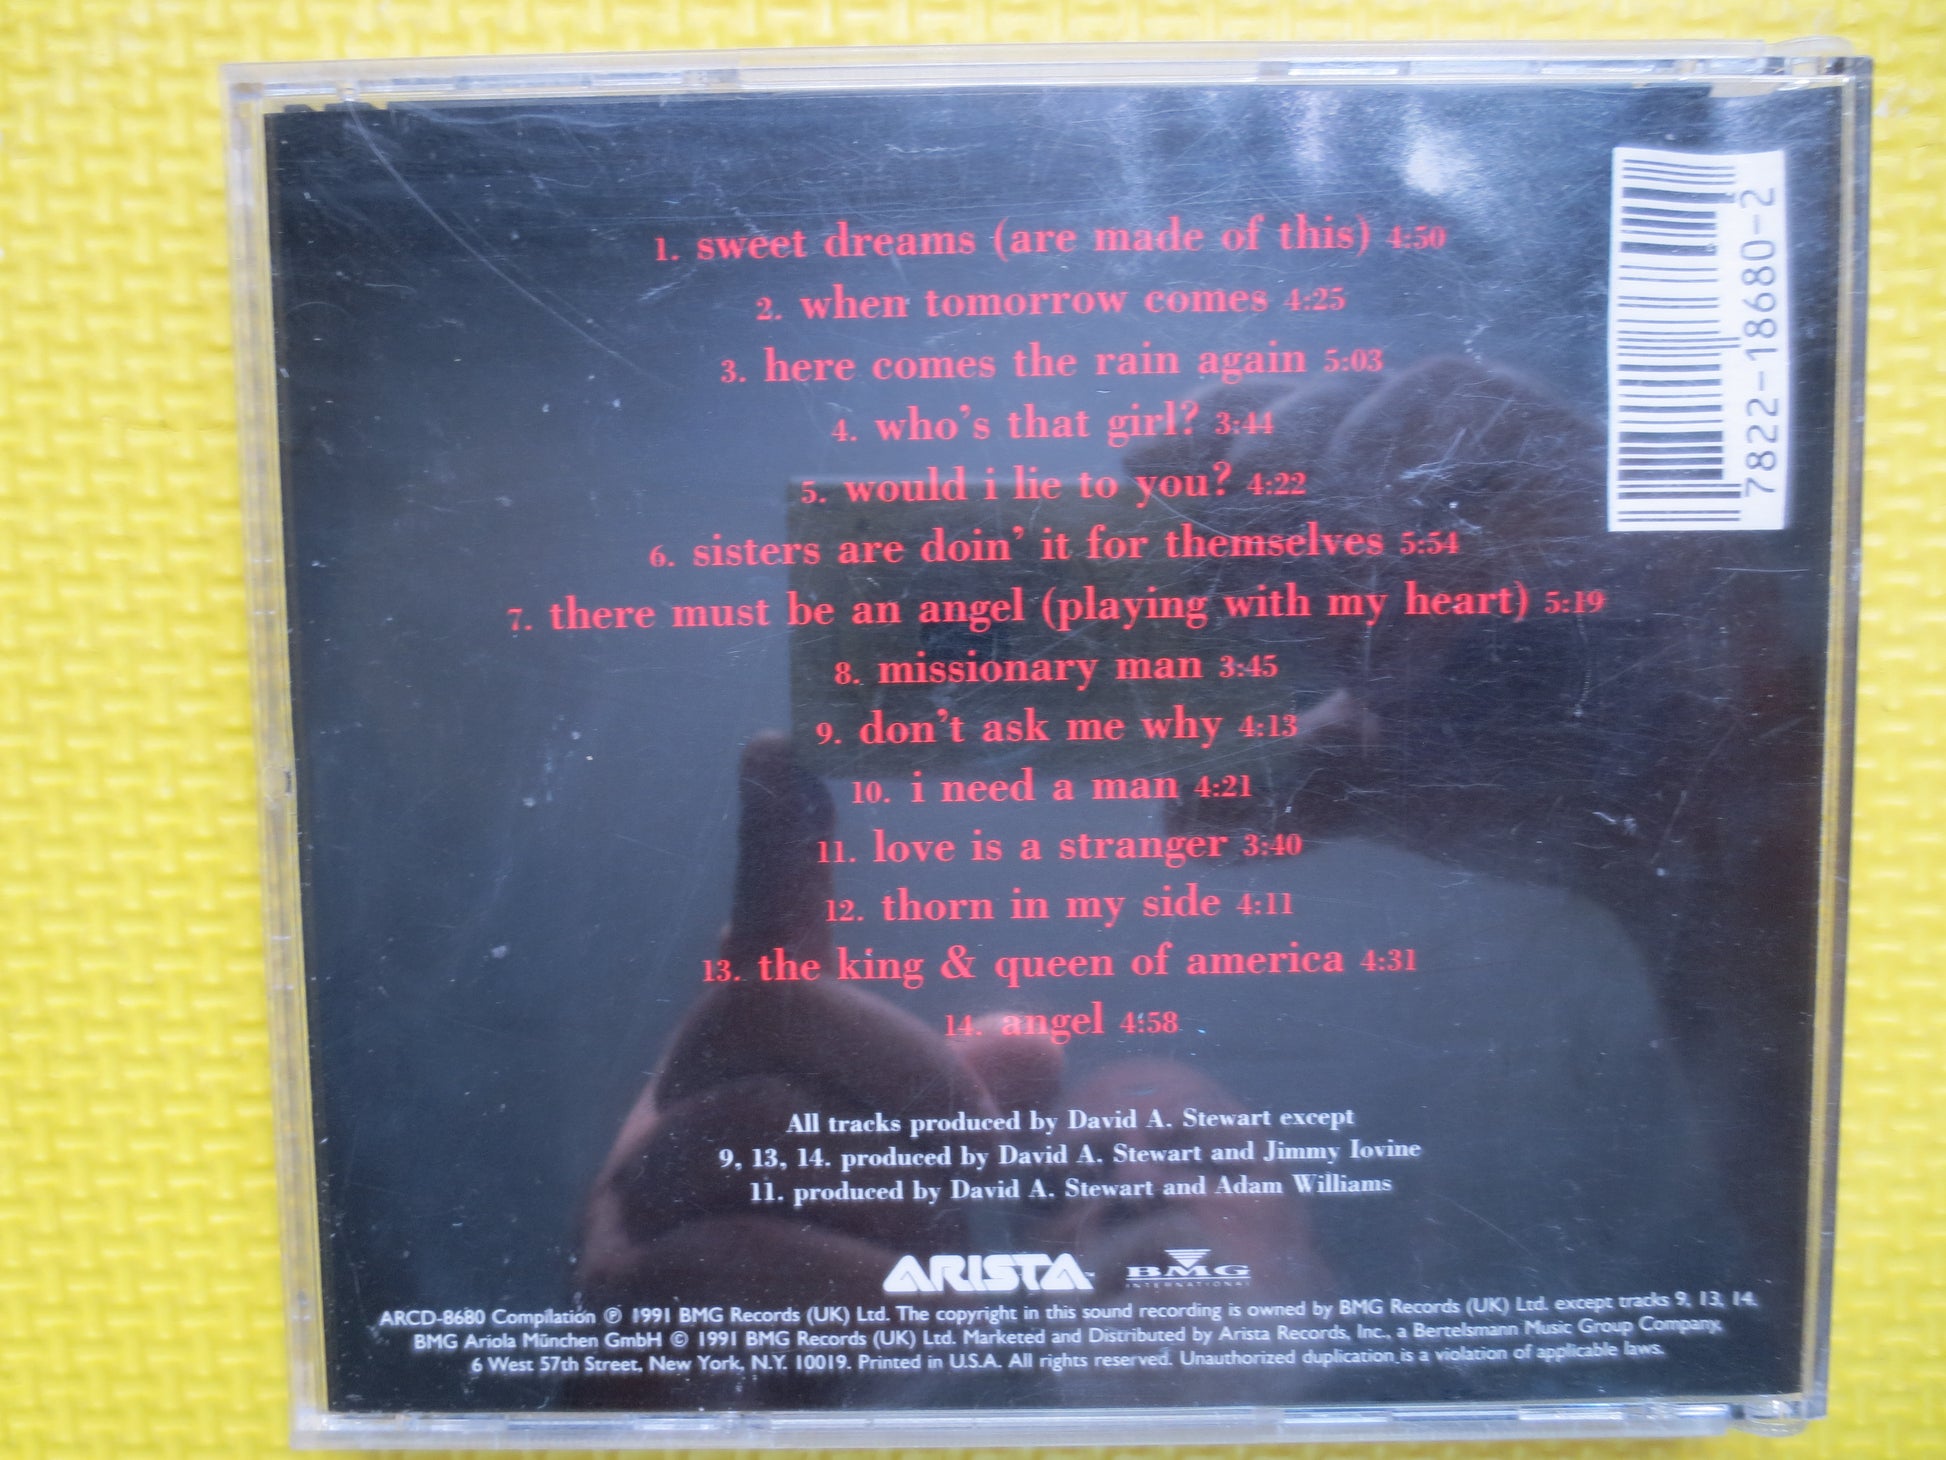 1. sweet dreams (are made of this) 4:50
2. when tomorrow comes 4:25
3. here comes the rain again 5:03
4. who's that girl? 3:44
5. would i lie to you? 4:22
6. sisters are doin' it for themselves 5:54
7. there must be an angel (playing with my heart) 5:19
8. missionary man 3:45
9. don't ask me why 4:13
10. i need a man 4:21
11. love is a stranger 3:40
12. thorn in my side 4:11
13. the king & queen of america 4:31
14. angel 4:58
7822-18680-2
All tracks produced by David A. Stewart except
9, 13, 14. produced by David A. Stewart and Jimmy Iovine
11. produced by David A. Stewart and Adam Williams
ARISTA
BMG
INTERNATIONAL
ARCD-8680 Compilation ℗ 1991 BMG Records (UK) Ltd. The copyright in this sound recording is owned by BMG Records (UK) Ltd. except tracks 9, 13, 14.
BMG Ariola München GmbH © 1991 BMG Records (UK) Ltd. Marketed and Distributed by Arista Records, Inc., a Bertelsmann Music Group Company,
6 West 57th Street, New York, N.Y. 10019. Printed in U.S.A. All rights reserved. Unauthorized duplication is a violation of applicable laws.